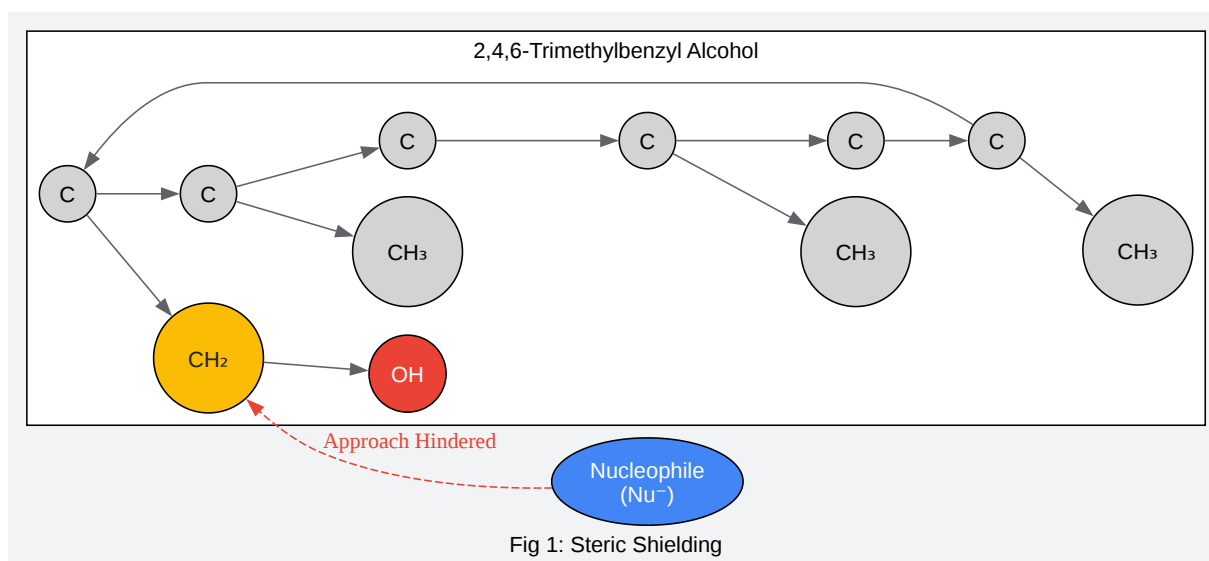 2,4,6-Trimethylbenzyl Alcohol
C
C
C
C
C
C
CH₃
CH₃
CH₃
CH₂
OH
Approach Hindered
Nucleophile
(Nu⁻)
Fig 1: Steric Shielding